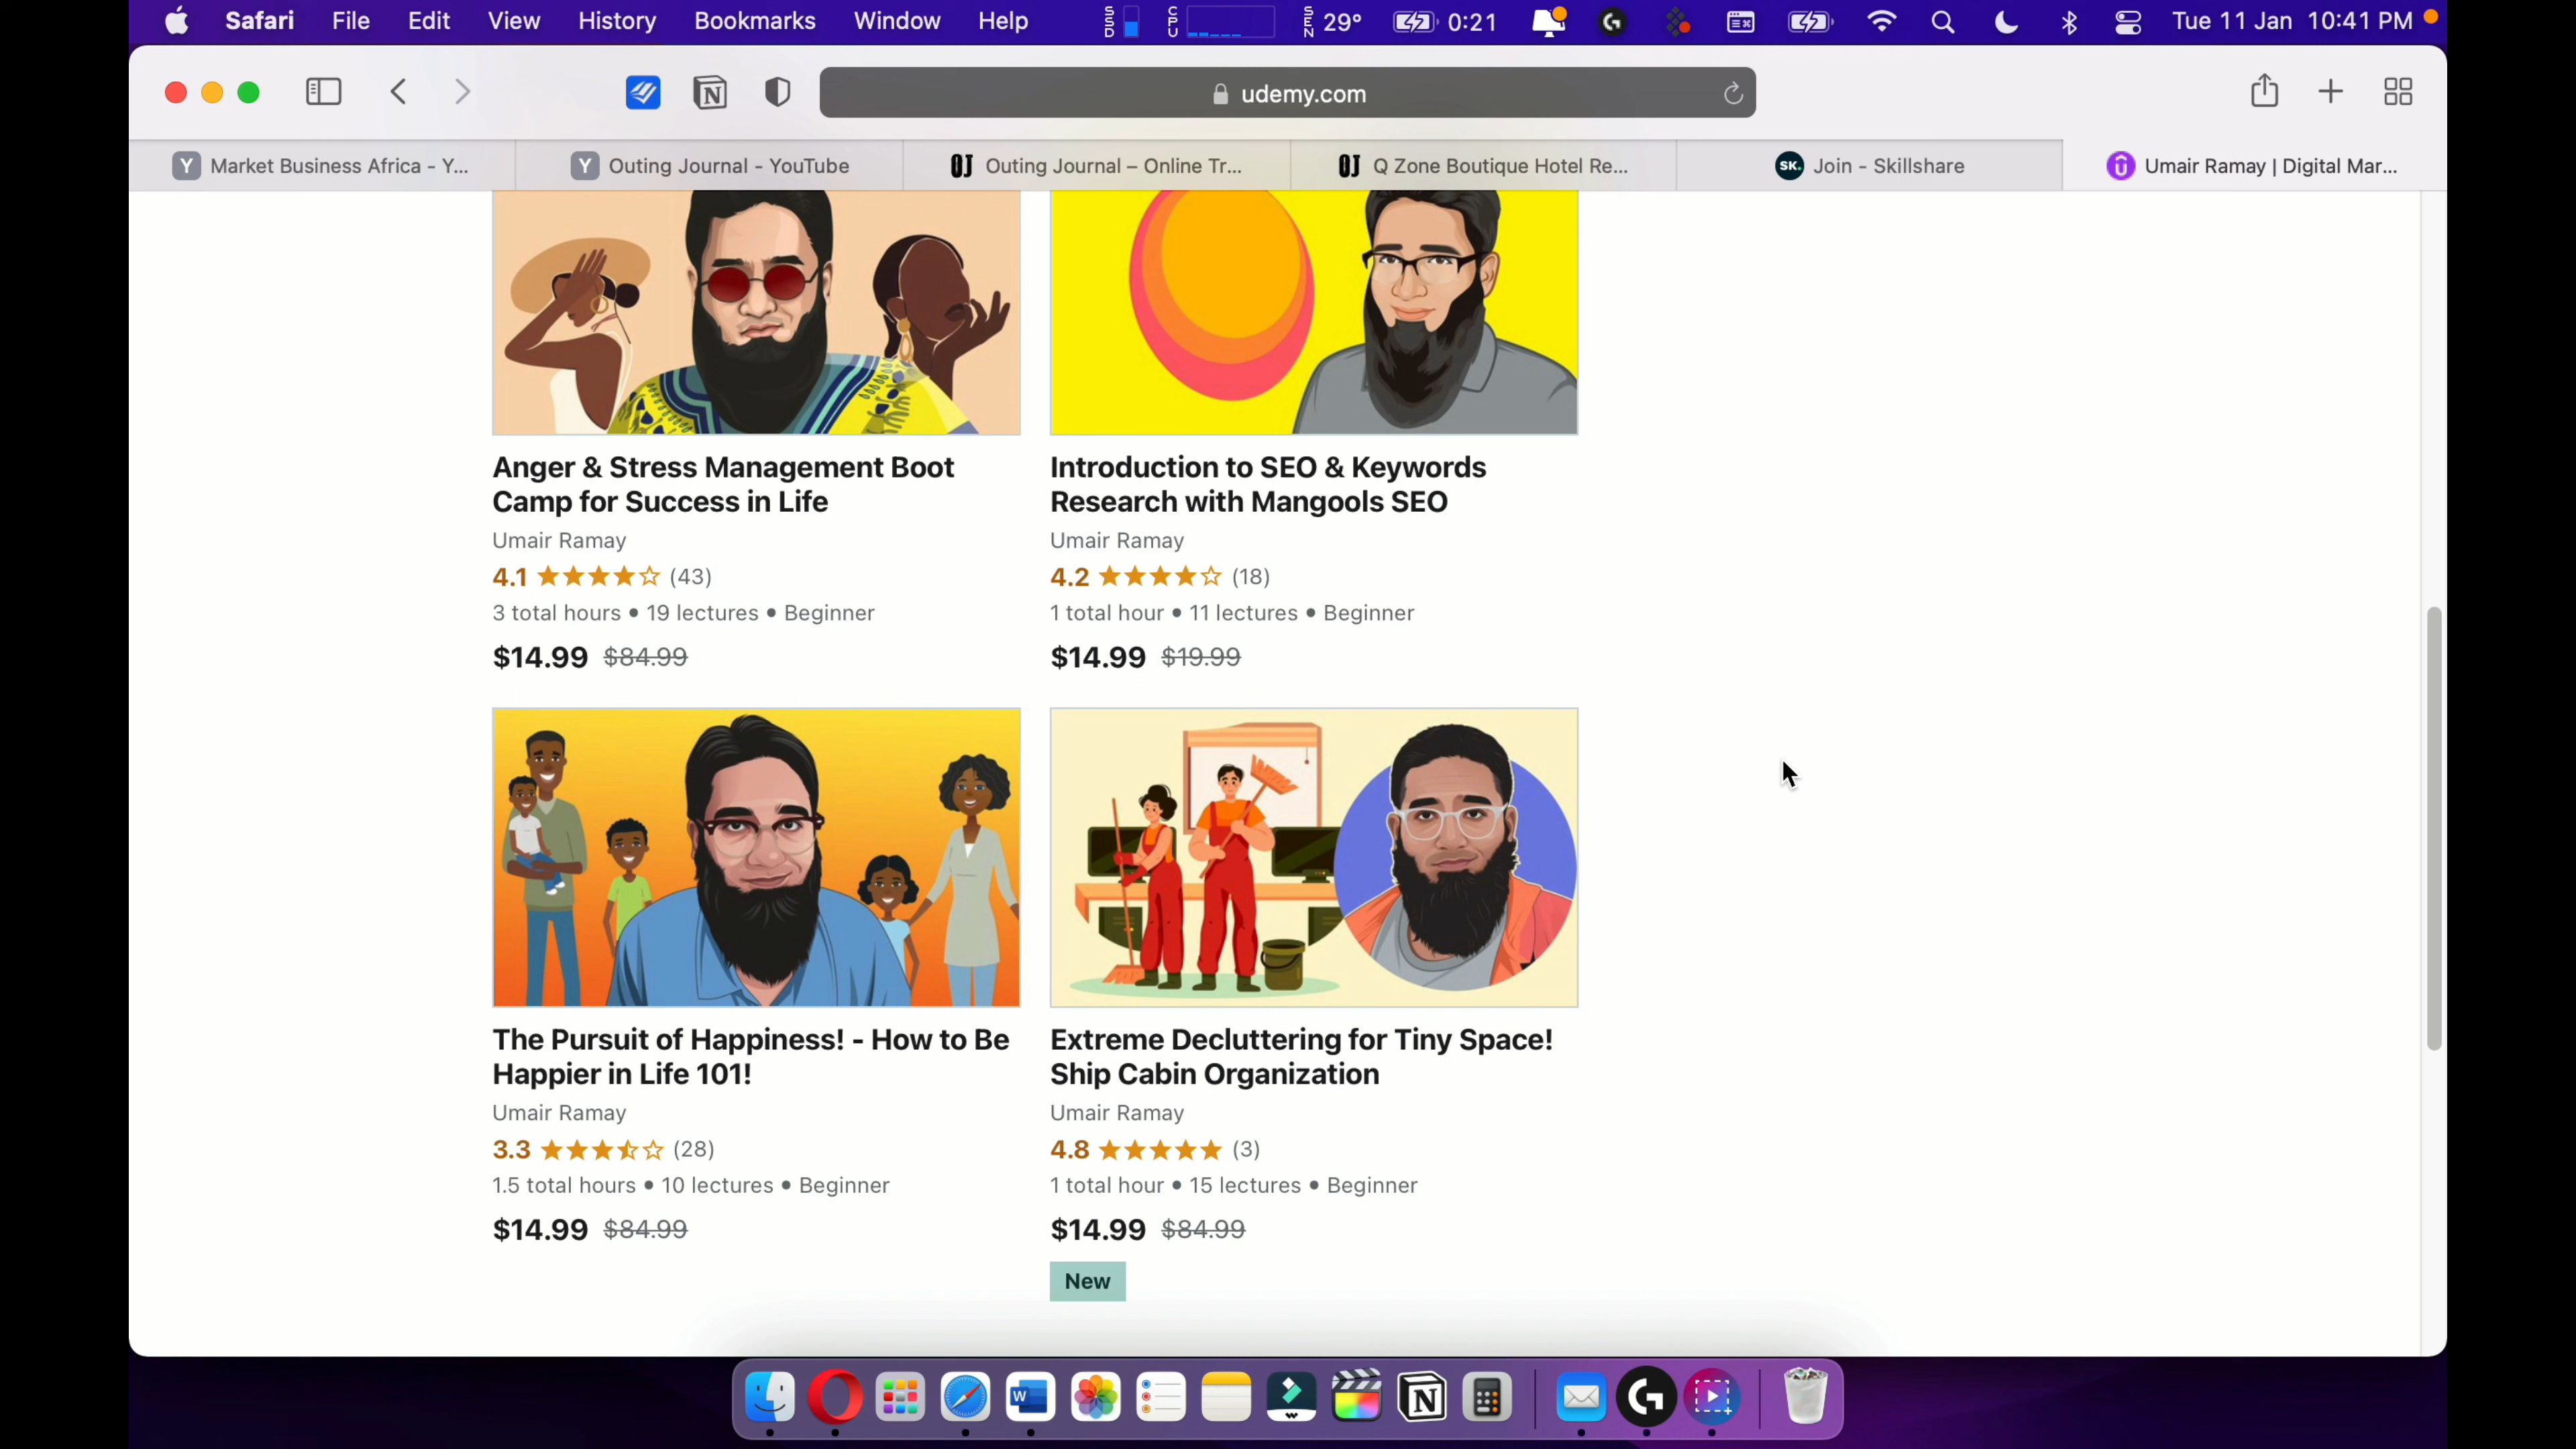 Safari File Edit View History Bookmarks Window Help SSD CPU SEN 29° 0:21 Tue 11 Jan 10:41 PM
udemy.com
Market Business Africa - Y... Outing Journal - YouTube Outing Journal – Online Tr... Q Zone Boutique Hotel Re... SK. Join - Skillshare Umair Ramay | Digital Mar...
Anger & Stress Management Boot
Camp for Success in Life
Umair Ramay
4.1 (43)
3 total hours • 19 lectures • Beginner
$14.99 $84.99
Introduction to SEO & Keywords
Research with Mangools SEO
Umair Ramay
4.2 (18)
1 total hour • 11 lectures • Beginner
$14.99 $19.99
The Pursuit of Happiness! - How to Be
Happier in Life 101!
Umair Ramay
3.3 (28)
1.5 total hours • 10 lectures • Beginner
$14.99 $84.99
Extreme Decluttering for Tiny Space!
Ship Cabin Organization
Umair Ramay
4.8 (3)
1 total hour • 15 lectures • Beginner
$14.99 $84.99
New